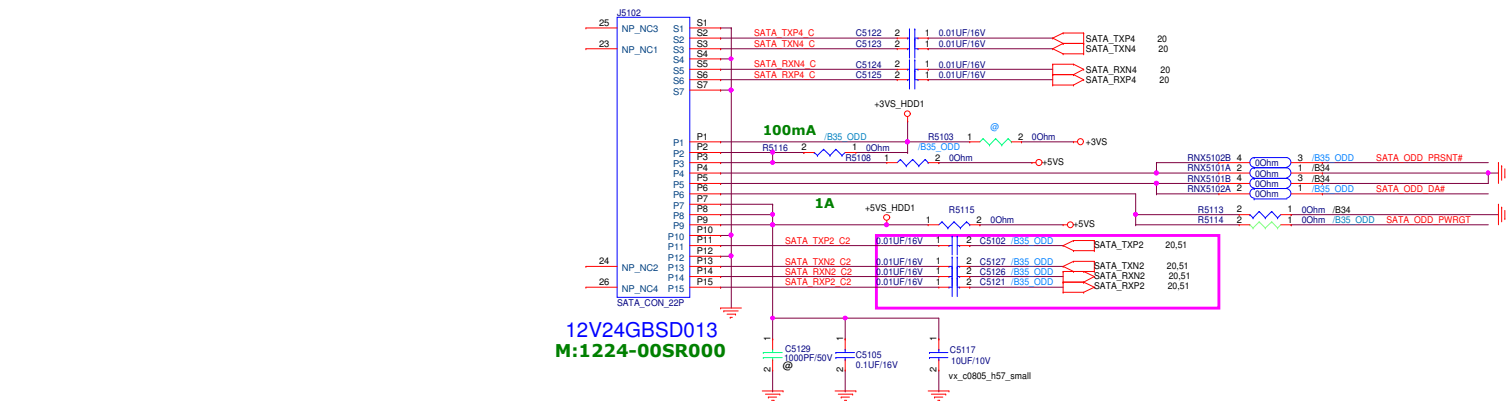 J5102
25 NP_NC3 S1 S1
S2 S2 SATA_TXP4_C C5122 2 1 0.01UF/16V SATA_TXP4 20
23 NP_NC1 S3 S3 SATA_TXN4_C C5123 2 1 0.01UF/16V SATA_TXN4 20
S4 S4
S5 S5 SATA_RXN4_C C5124 2 1 0.01UF/16V SATA_RXN4 20
S6 S6 SATA_RXP4_C C5125 2 1 0.01UF/16V SATA_RXP4 20
S7 S7
+3VS_HDD1
100mA @
P1 P1 /B35_ODD R5103 1 2 0Ohm +3VS
P2 P2 R5116 2 1 0Ohm /B35_ODD
P3 P3 R5108 1 2 0Ohm +5VS RNX5102B 4 0Ohm 3 /B35_ODD SATA_ODD_PRSNT#
P4 P4 RNX5101A 2 0Ohm 1 /B34
P5 P5 RNX5101B 4 0Ohm 3 /B34
P6 P6 RNX5102A 2 0Ohm 1 /B35_ODD SATA_ODD_DA#
P7 P7 1A
P8 P8 +5VS_HDD1 R5115 R5113 2 1 0Ohm /B34
P9 P9 1 2 0Ohm +5VS R5114 2 1 0Ohm /B35_ODD SATA_ODD_PWRGT
P10 P10
P11 P11 SATA_TXP2_C2 0.01UF/16V 1 2 C5102 /B35_ODD SATA_TXP2 20,51
P12 P12
24 NP_NC2 P13 P13 SATA_TXN2_C2 0.01UF/16V 1 2 C5127 /B35_ODD SATA_TXN2 20,51
P14 P14 SATA_RXN2_C2 0.01UF/16V 1 2 C5126 /B35_ODD SATA_RXN2 20,51
26 NP_NC4 P15 P15 SATA_RXP2_C2 0.01UF/16V 1 2 C5121 /B35_ODD SATA_RXP2 20,51
SATA_CON_22P
12V24GBSD013
M:1224-00SR000
1 2 C5129 1000PF/50V @
1 2 C5105 0.1UF/16V
1 2 C5117 10UF/10V
vx_c0805_h57_small